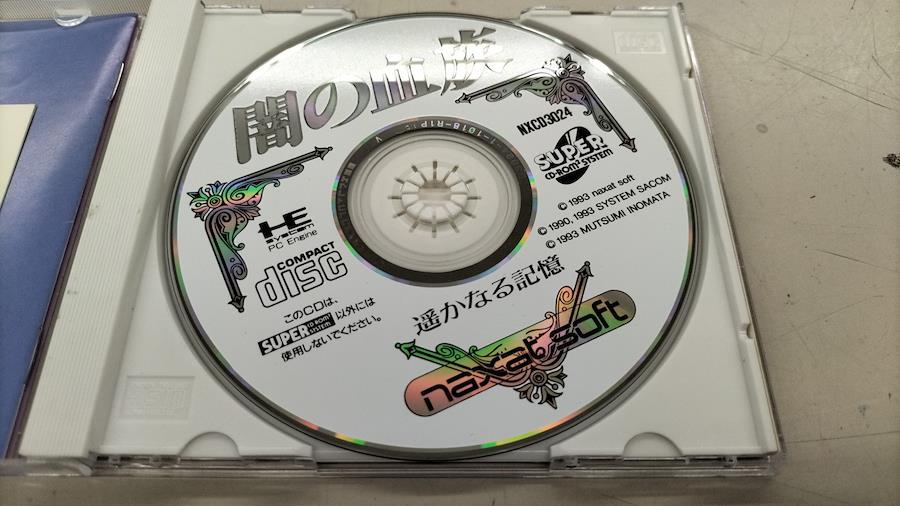 闇の血族
NXCD3024
SUPER
CD-ROM² SYSTEM
© 1993 naxat soft
© 1990, 1993 SYSTEM SACOM
© 1993 MUTSUMI INOMATA
HE
SYSTEM
PC Engine
COMPACT
disc
このCDは、
SUPER CD-ROM² SYSTEM 以外には
使用しないでください。
遥かなる記憶
naxat soft